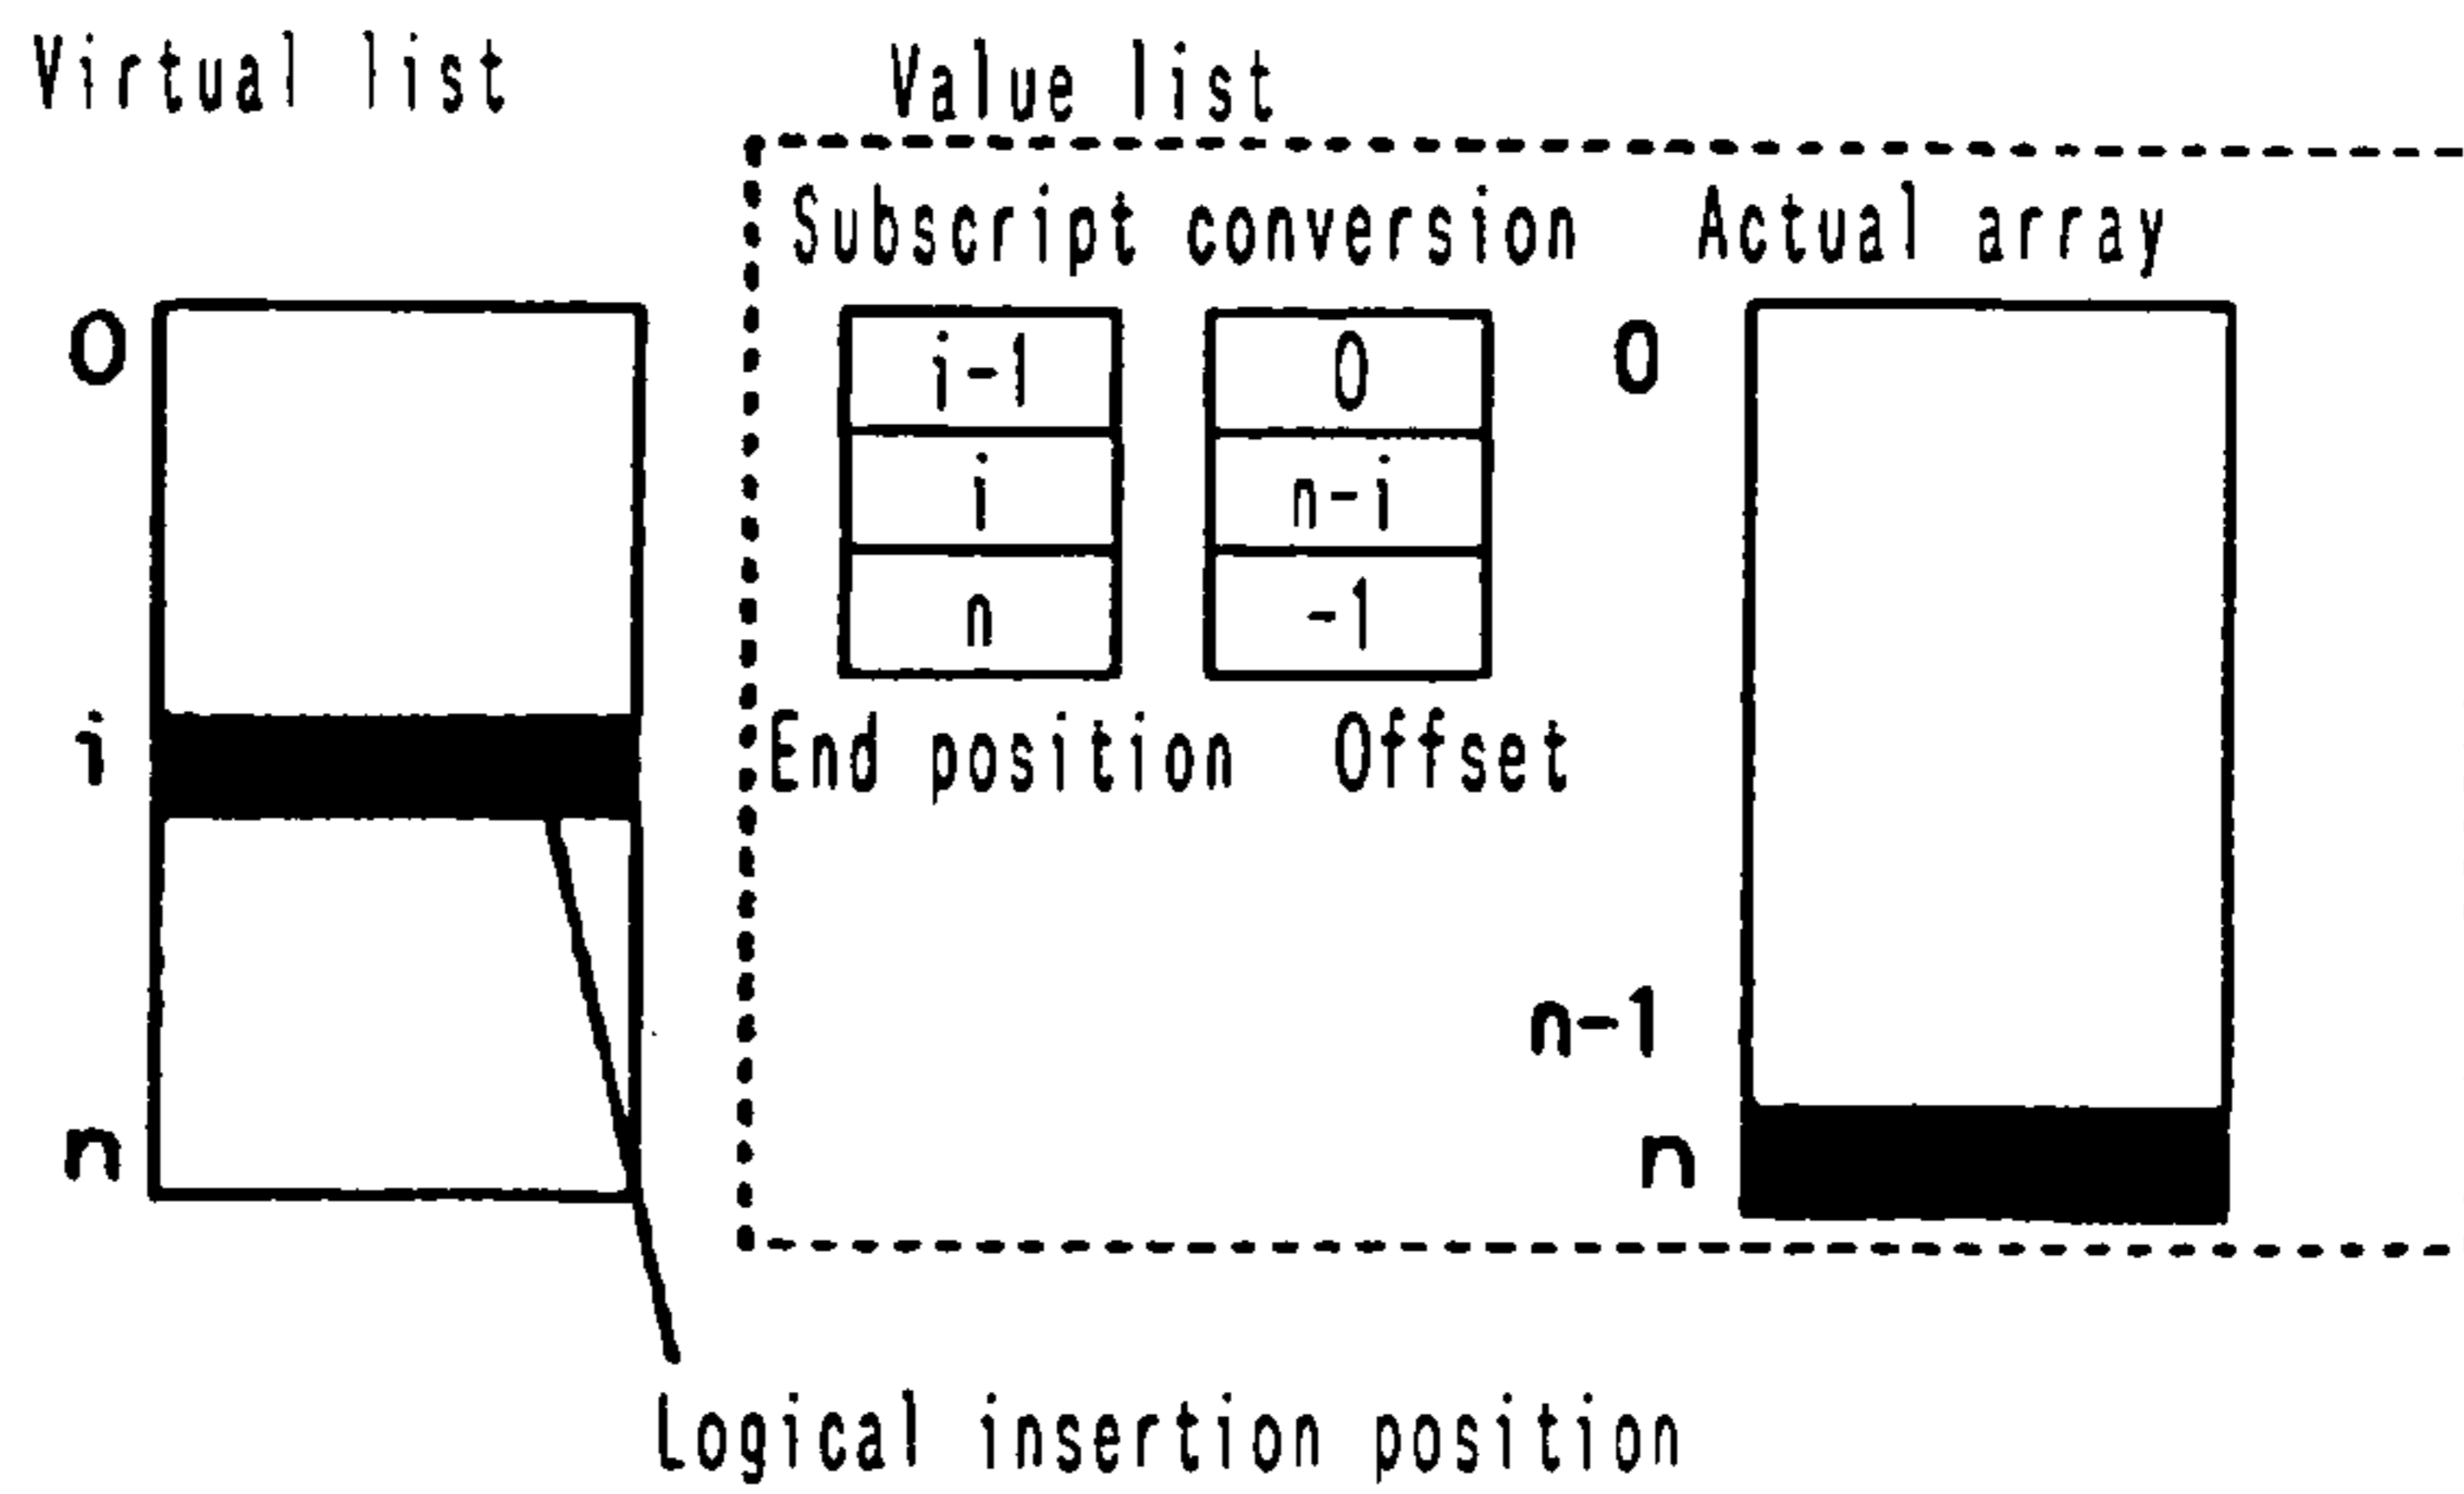 Virtual list
Value list
Subscript conversion
Actual array
0
i
n
i-1
0
i
n-i
n
-1
End position
Offset
0
n-1
n
Logical insertion position